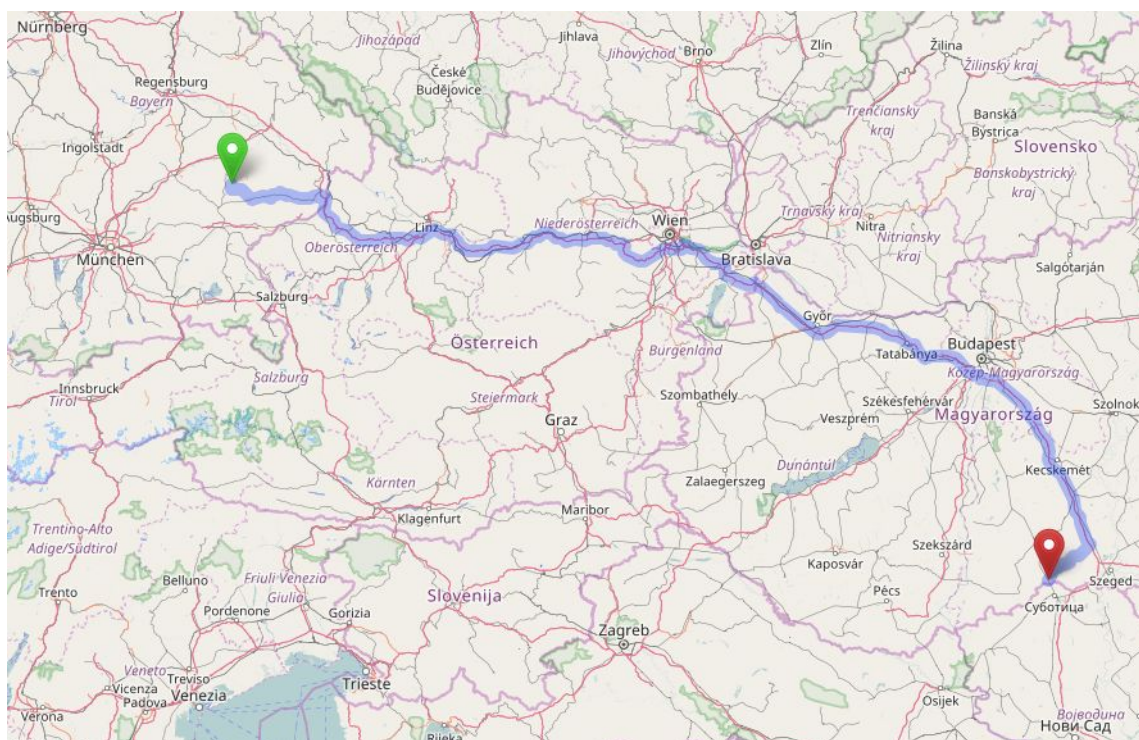 Nürnberg
Jihozápad
Jihlava
Jihovýchod
Brno
Zlín
Žilina
Žilinský kraj
České
Budějovice
Regensburg
Bayern
Trenčiansky
kraj
Banská
Bystrica
Slovensko
Ingolstadt
Banskobystrický
kraj
Augsburg
München
Linz
Oberösterreich
Niederösterreich
Wien
Bratislava
Trnavský kraj
Nitra
Nitriansky
kraj
Salgótarján
Salzburg
Győr
Tatabánya
Budapest
Közép-Magyarország
Österreich
Burgenland
Innsbruck
Tirol
Salzburg
Steiermark
Szombathely
Veszprém
Székesfehérvár
Magyarország
Szolnok
Graz
Dunántúl
Zalaegerszeg
Kecskemét
Kärnten
Klagenfurt
Maribor
Trentino-Alto
Adige/Südtirol
Kaposvár
Szekszárd
Szeged
Belluno
Friuli Venezia
Giulia
Trento
Pordenone
Gorizia
Slovenija
Pécs
Суботица
Zagreb
Veneto
Treviso
Trieste
Vicenza
Padova
Venezia
Verona
Rijeka
Osijek
Војводина
Нови Сад